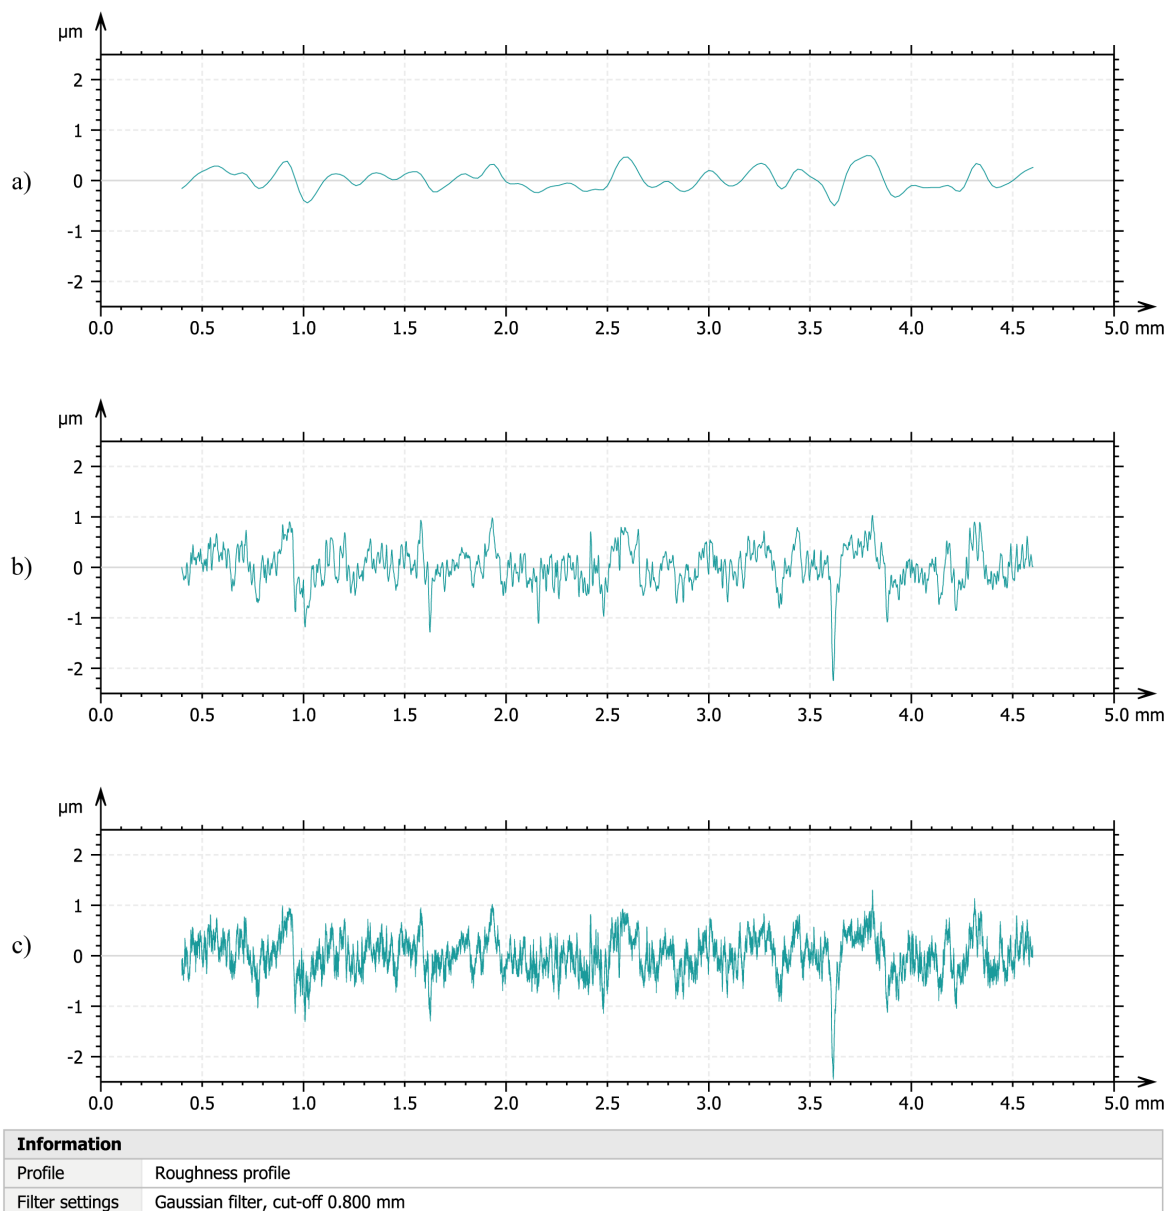 µm
2
1
a) 0
-1
-2
0.0 0.5 1.0 1.5 2.0 2.5 3.0 3.5 4.0 4.5 5.0 mm
µm
2
1
b) 0
-1
-2
0.0 0.5 1.0 1.5 2.0 2.5 3.0 3.5 4.0 4.5 5.0 mm
µm
2
1
c) 0
-1
-2
0.0 0.5 1.0 1.5 2.0 2.5 3.0 3.5 4.0 4.5 5.0 mm
Information
Profile Roughness profile
Filter settings Gaussian filter, cut-off 0.800 mm